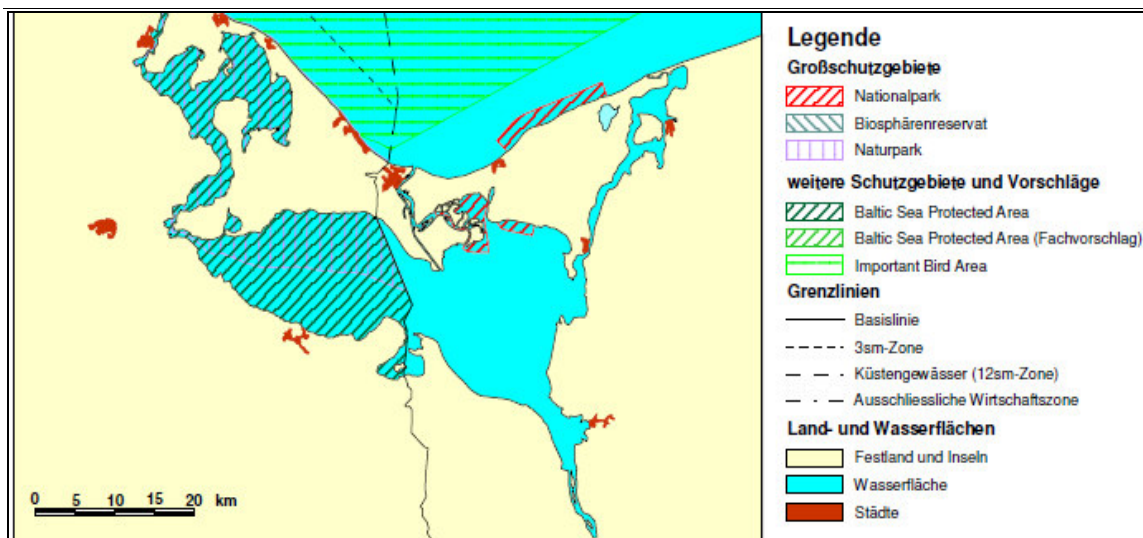 Legende
Großschutzgebiete
Nationalpark
Biosphärenreservat
Naturpark
weitere Schutzgebiete und Vorschläge
Baltic Sea Protected Area
Baltic Sea Protected Area (Fachvorschlag)
Important Bird Area
Grenzlinien
Basislinie
3sm-Zone
Küstengewässer (12sm-Zone)
Ausschliessliche Wirtschaftszone
Land- und Wasserflächen
Festland und Inseln
Wasserfläche
Städte
0 5 10 15 20 km